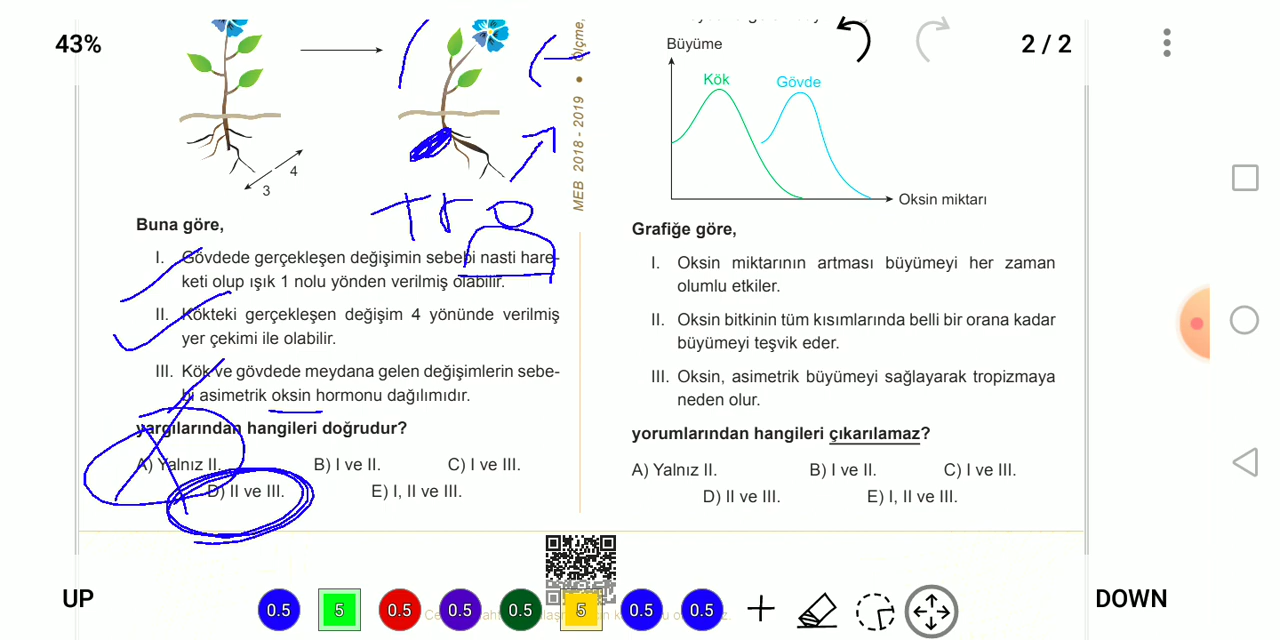 43%
2 / 2
3
4
MEB 2018 - 2019 ● Ölçme,
Büyüme
Kök
Gövde
Oksin miktarı
Buna göre,
I. Gövdede gerçekleşen değişimin sebebi nasti hare-
keti olup ışık 1 nolu yönden verilmiş olabilir.
II. Kökteki gerçekleşen değişim 4 yönünde verilmiş
yer çekimi ile olabilir.
III. Kök ve gövdede meydana gelen değişimlerin sebe-
bi asimetrik oksin hormonu dağılımıdır.
yargılarından hangileri doğrudur?
A) Yalnız II.
B) I ve II.
C) I ve III.
D) II ve III.
E) I, II ve III.
Grafiğe göre,
I. Oksin miktarının artması büyümeyi her zaman
olumlu etkiler.
II. Oksin bitkinin tüm kısımlarında belli bir orana kadar
büyümeyi teşvik eder.
III. Oksin, asimetrik büyümeyi sağlayarak tropizmaya
neden olur.
yorumlarından hangileri çıkarılamaz?
A) Yalnız II.
B) I ve II.
C) I ve III.
D) II ve III.
E) I, II ve III.
UP
0.5
5
0.5
0.5
0.5
5
0.5
0.5
DOWN